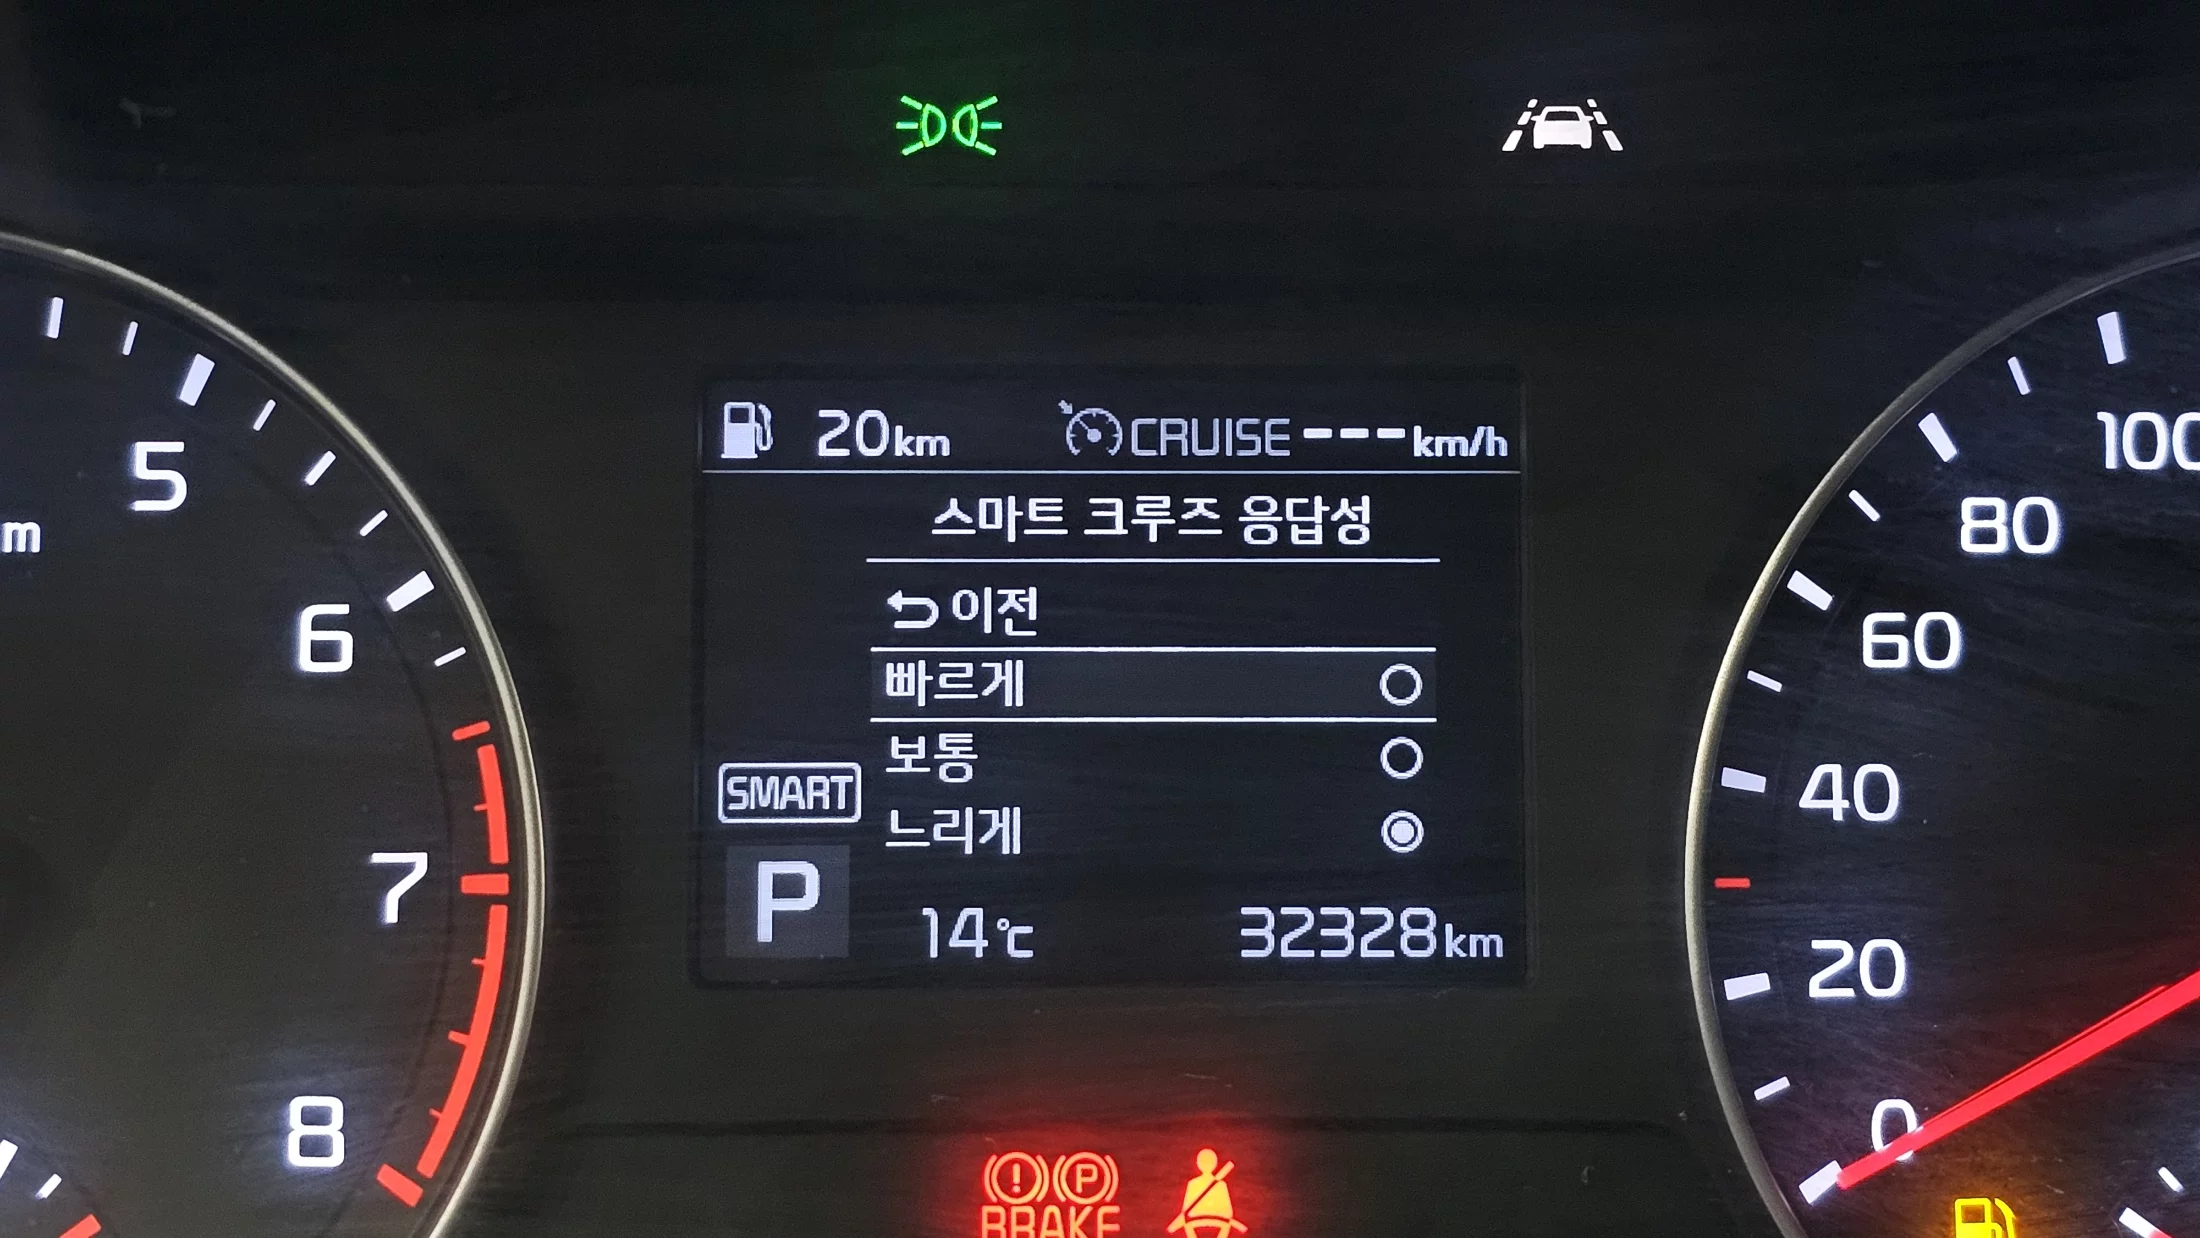 20km CRUISE ---km/h
스마트 크루즈 응답성
이전
빠르게
보통
SMART
느리게
P
14℃ 32328km
5
6
7
8
m
100
80
60
40
20
0
BRAKE
P